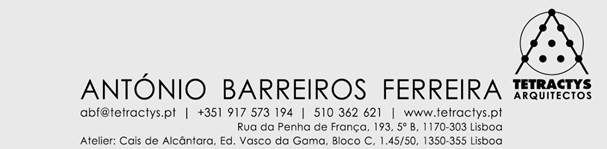 ANTÓNIO BARREIROS FERREIRA
TETRACTYS
ARQUITECTOS
abf@tetractys.pt | +351 917 573 194 | 510 362 621 | www.tetractys.pt
Rua da Penha de França, 193, 5º B, 1170-303 Lisboa
Atelier: Cais de Alcântara, Ed. Vasco da Gama, Bloco C, 1.45/50, 1350-355 Lisboa